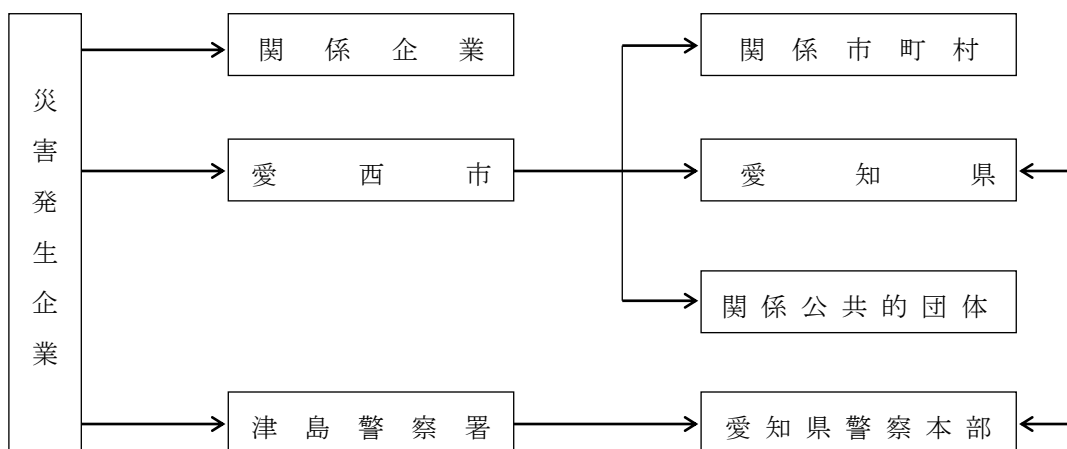 災害発生企業
関係企業
関係市町村
愛西市
愛知県
関係公共的団体
津島警察署
愛知県警察本部